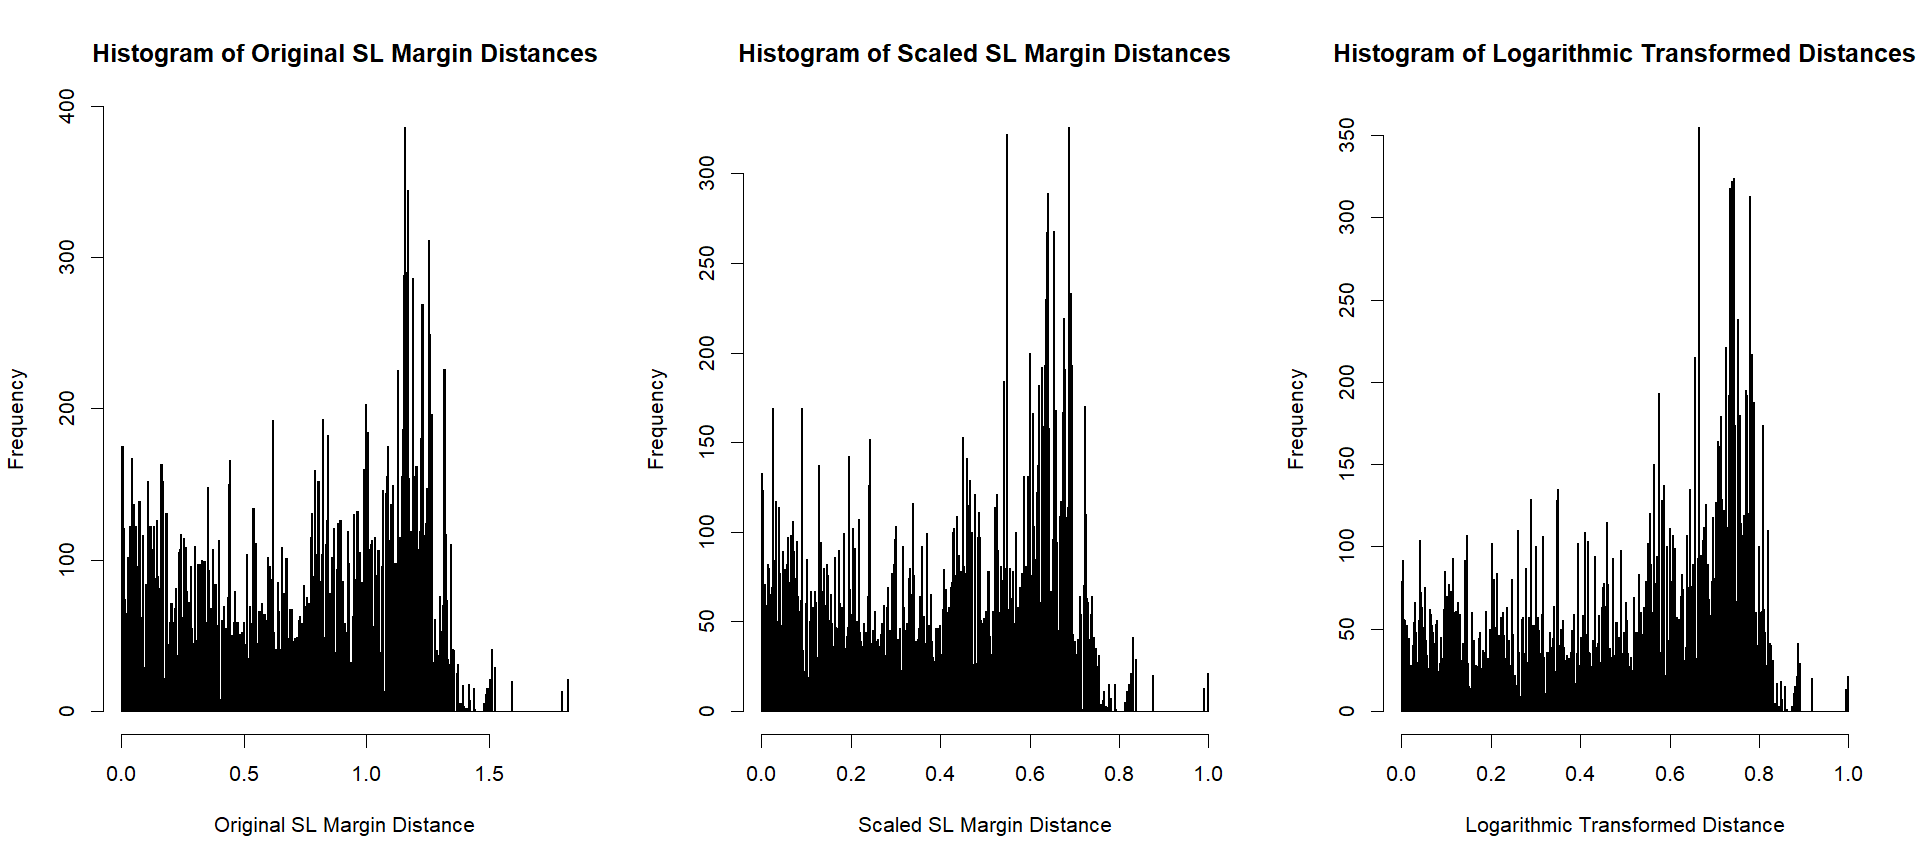 Histogram of Original SL Margin Distances
400
300
200
100
0
Frequency
0.0 0.5 1.0 1.5
Original SL Margin Distance
Histogram of Scaled SL Margin Distances
300
250
200
150
100
50
0
Frequency
0.0 0.2 0.4 0.6 0.8 1.0
Scaled SL Margin Distance
Histogram of Logarithmic Transformed Distances
350
300
250
200
150
100
50
0
Frequency
0.0 0.2 0.4 0.6 0.8 1.0
Logarithmic Transformed Distance